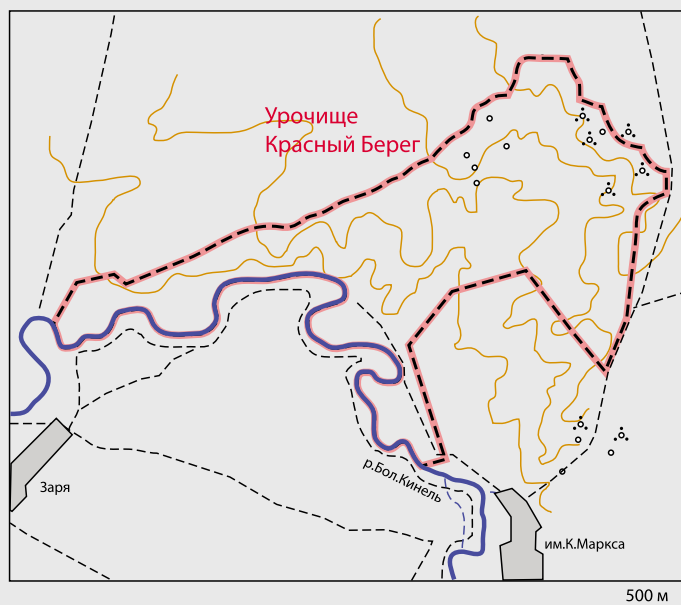 Урочище
Красный Берег
р.Бол.Кинель
Заря
им.К.Маркса
500 м